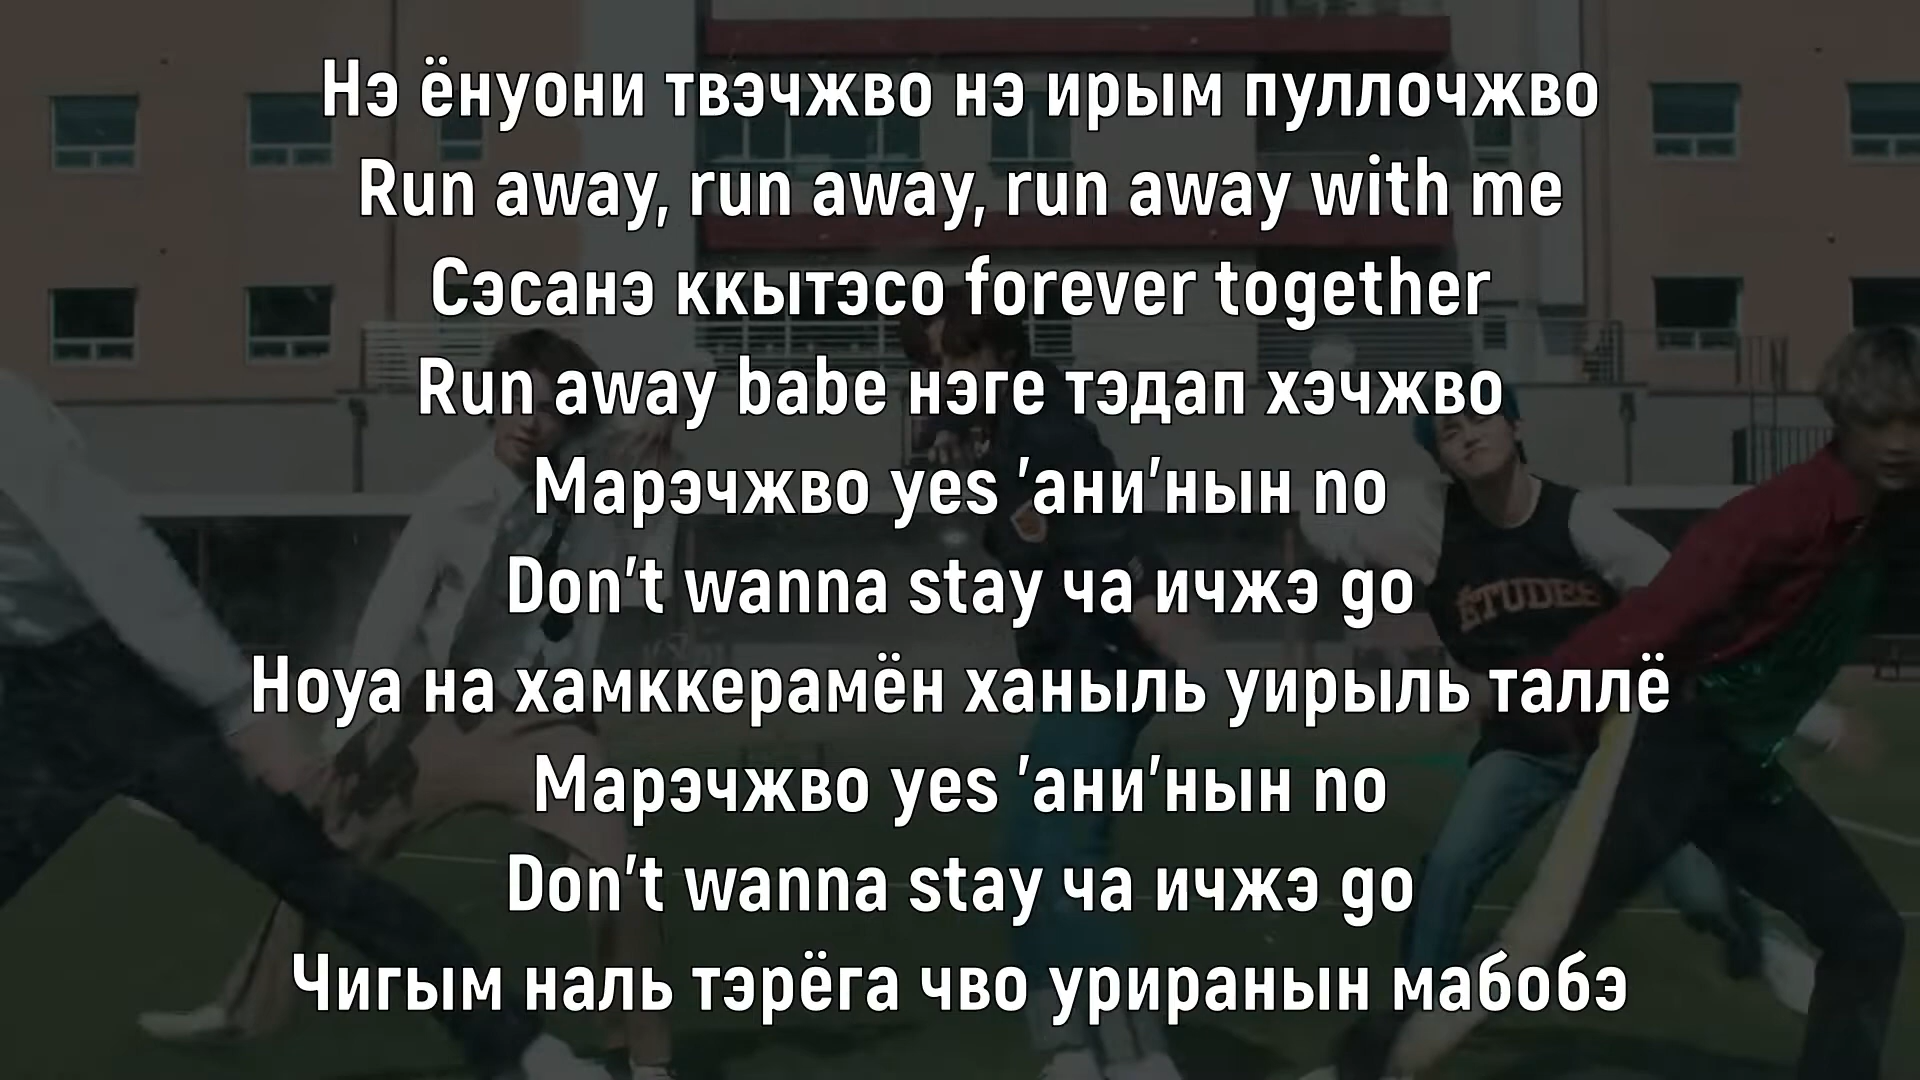 Нэ ёнуони твэчжво нэ ирым пуллочжво
Run away, run away, run away with me
Сэсанэ ккытэсо forever together
Run away babe нэге тэдап хэчжво
Марэчжво yes ’ани’нын no
Don’t wanna stay ча ичжэ go
Ноуа на хамккерамён ханыль уирыль таллё
Марэчжво yes ’ани’нын no
Don’t wanna stay ча ичжэ go
Чигым наль тэрёга чво урираннын мабобэ
ÉTUDES